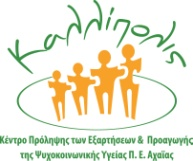 Καλλίπολις
Κέντρο Πρόληψης των Εξαρτήσεων & Προαγωγής
της Ψυχοκοινωνικής Υγείας Π. Ε. Αχαΐας